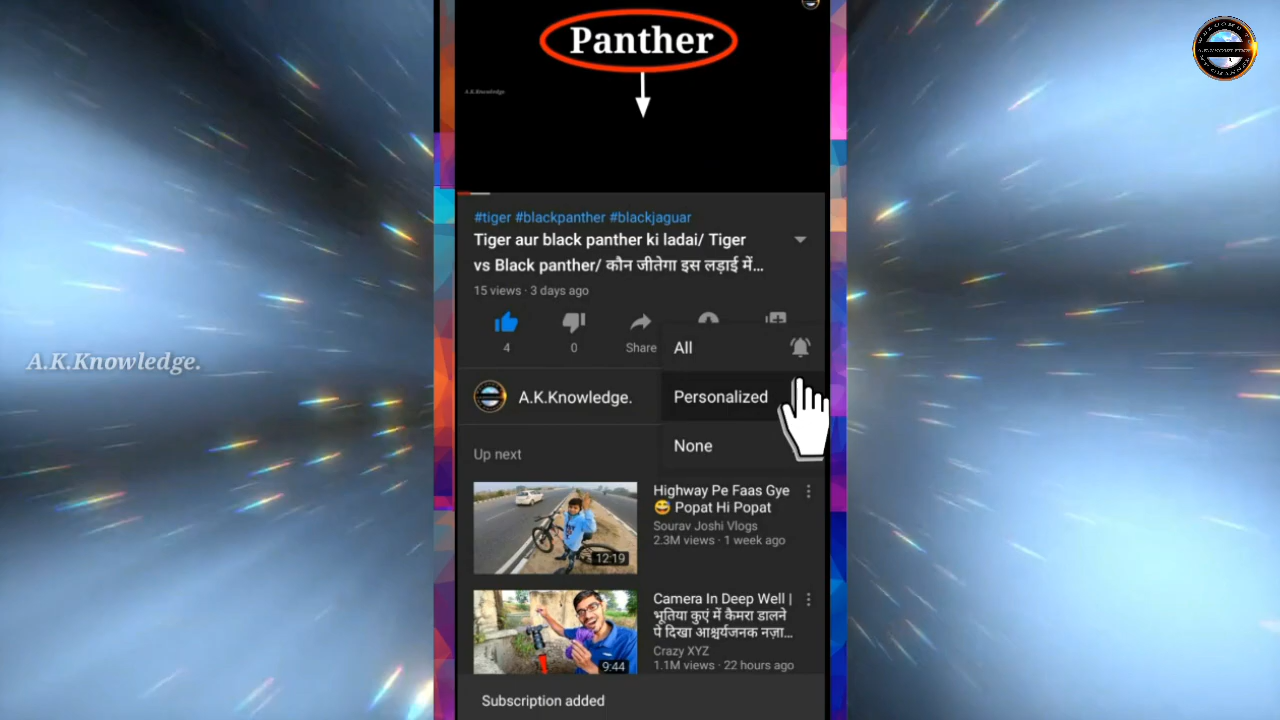 Panther
A.K.Knowledge
#tiger #blackpanther #blackjaguar
Tiger aur black panther ki ladai/ Tiger
vs Black panther/ कौन जीतेगा इस लड़ाई में...
15 views · 3 days ago
4
0
Share
All
Personalized
None
A.K.Knowledge.
A.K.Knowledge.
Up next
Highway Pe Faas Gye
😅 Popat Hi Popat
Sourav Joshi Vlogs
2.3M views · 1 week ago
12:19
Camera In Deep Well |
भूतिया कुएं में कैमरा डालने
पे दिखा आश्चर्यजनक नज़ा...
Crazy XYZ
1.1M views · 22 hours ago
9:44
Subscription added